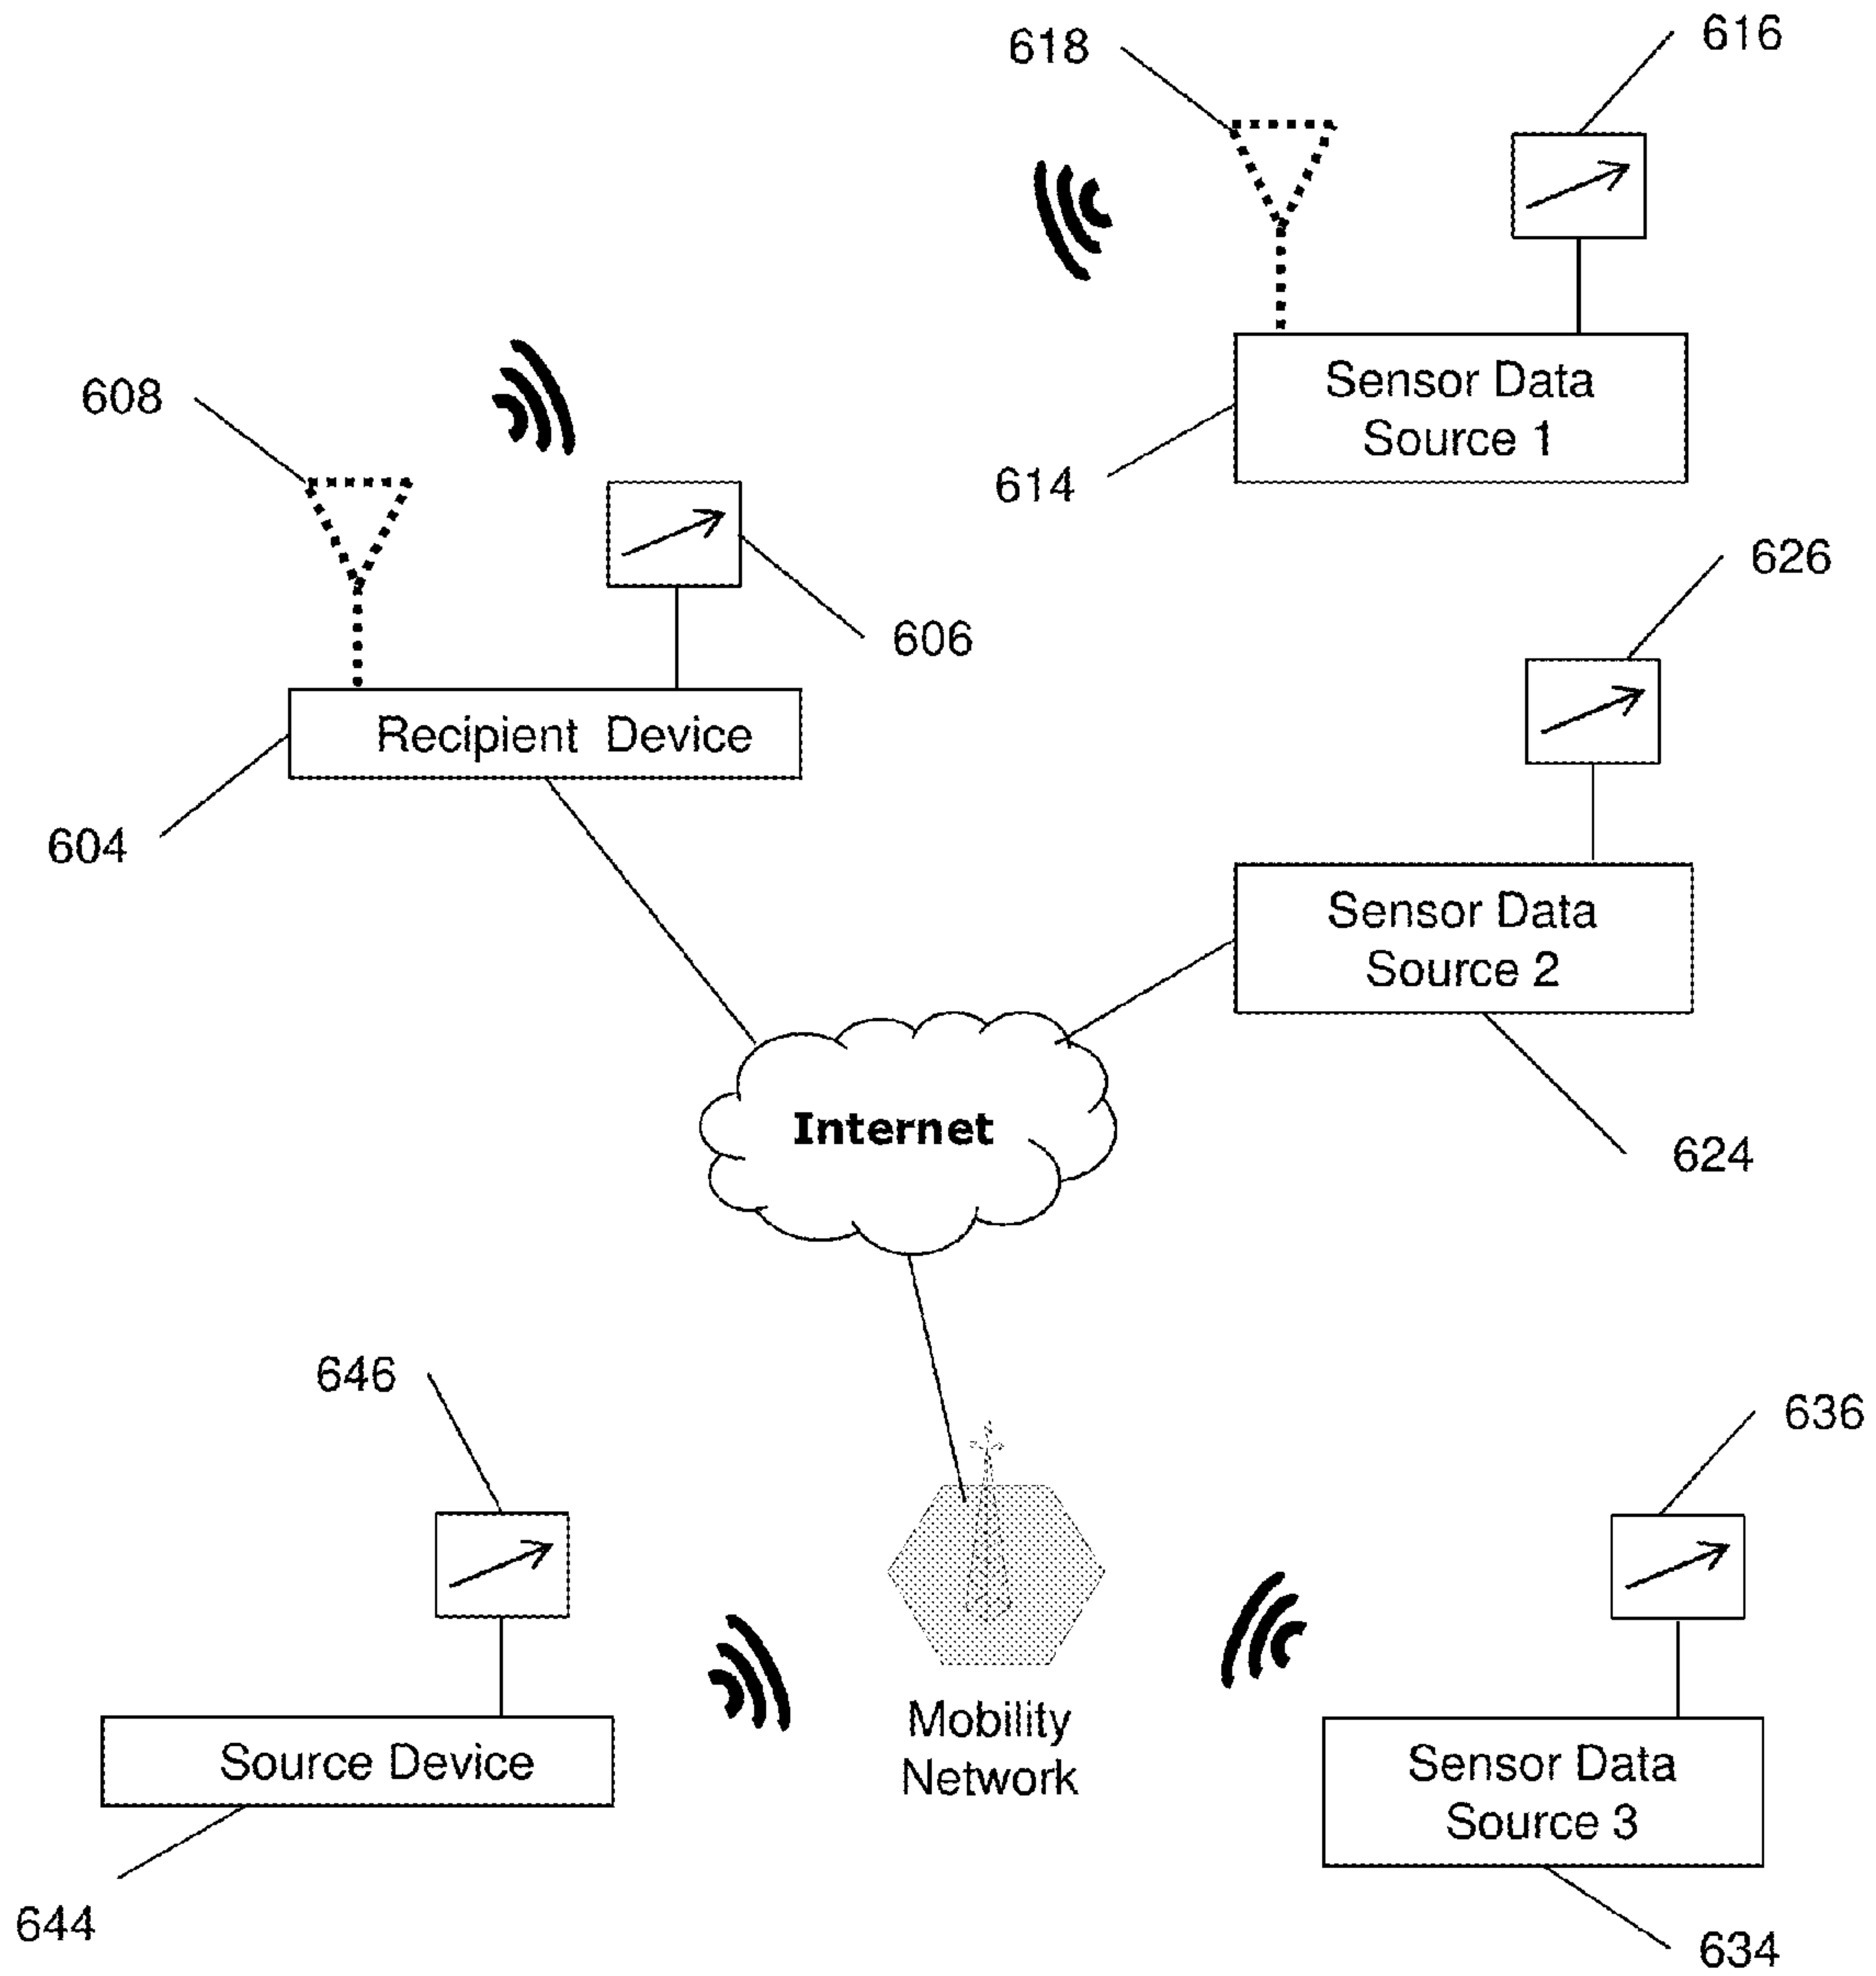 616
618
Sensor Data
Source 1
614
608
606
626
Recipient Device
604
Sensor Data
Source 2
624
Internet
646
636
Mobility
Network
Source Device
Sensor Data
Source 3
644
634